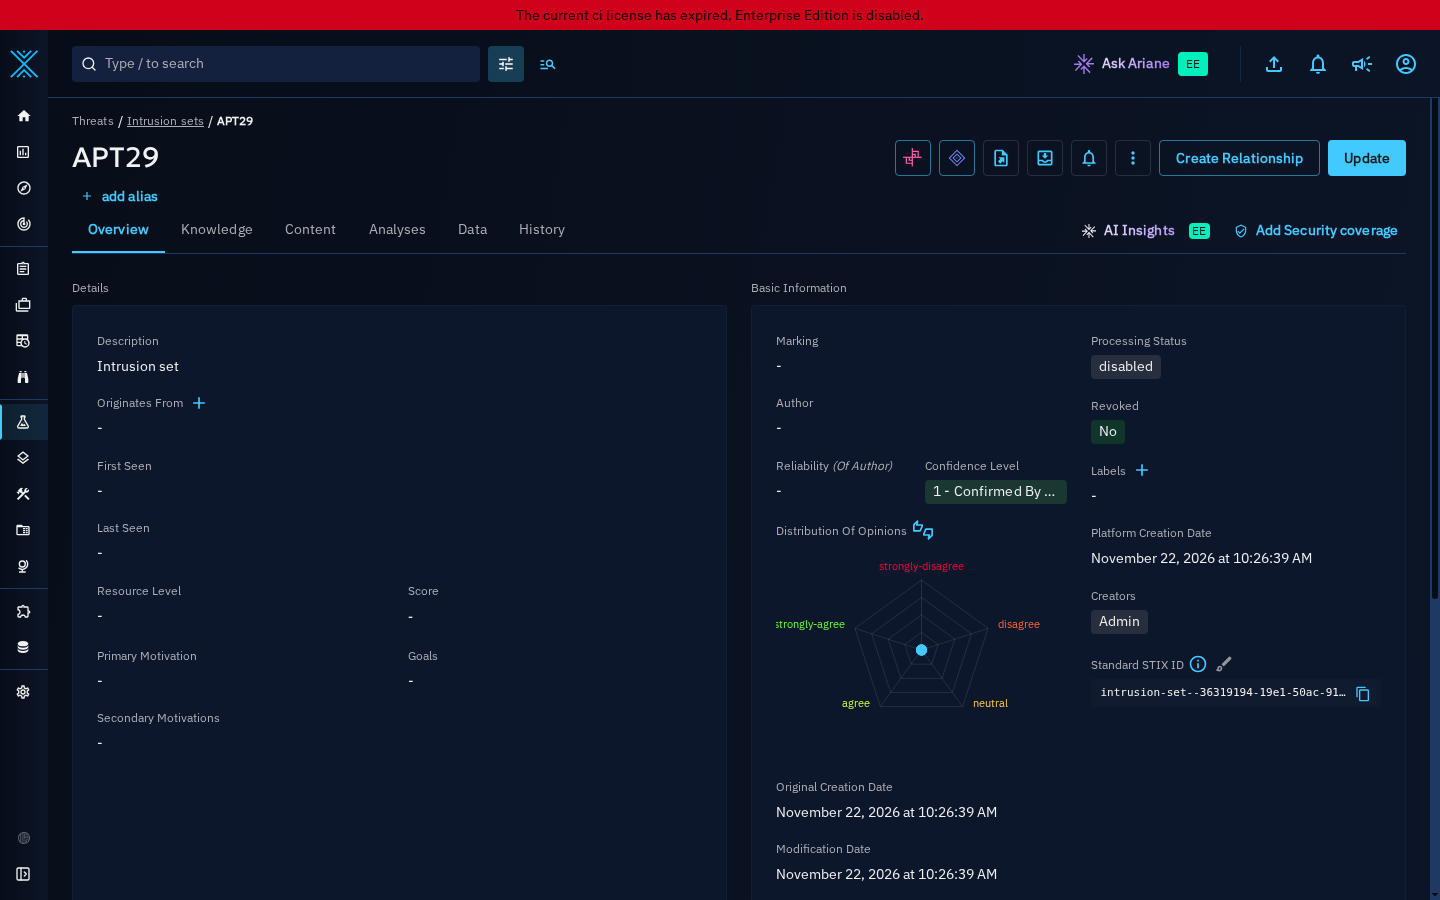 The current ci license has expired, Enterprise Edition is disabled.
Type / to search
Ask Ariane EE
Threats / Intrusion sets / APT29
APT29
Create Relationship
Update
+ add alias
Overview
Knowledge
Content
Analyses
Data
History
AI Insights EE
Add Security coverage
Details
Description
Intrusion set
Originates From
-
First Seen
-
Last Seen
-
Resource Level
-
Score
-
Primary Motivation
-
Goals
-
Secondary Motivations
-
Basic Information
Marking
-
Author
-
Reliability (Of Author)
-
Confidence Level
1 - Confirmed By ...
Distribution Of Opinions
strongly-disagree
strongly-agree
disagree
agree
neutral
Original Creation Date
November 22, 2026 at 10:26:39 AM
Modification Date
November 22, 2026 at 10:26:39 AM
Processing Status
disabled
Revoked
No
Labels
-
Platform Creation Date
November 22, 2026 at 10:26:39 AM
Creators
Admin
Standard STIX ID
intrusion-set--36319194-19e1-50ac-91…